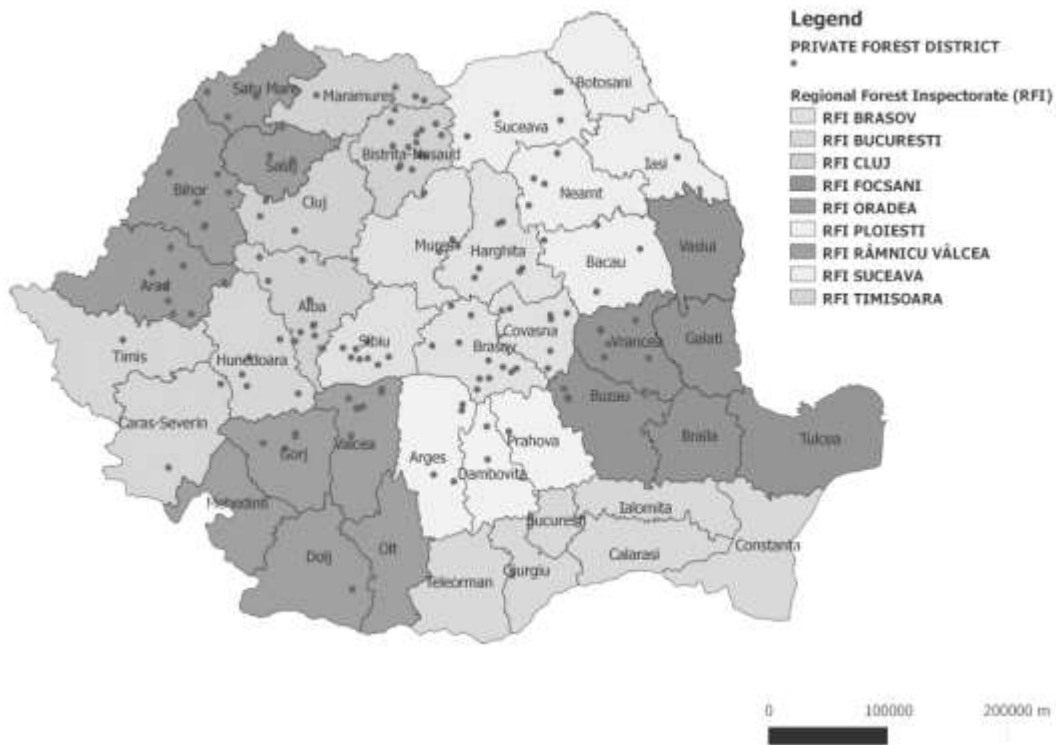 Legend
PRIVATE FOREST DISTRICT
Regional Forest Inspectorate (RFI)
RFI BRASOV
RFI BUCURESTI
RFI CLUJ
RFI FOCSANI
RFI ORADEA
RFI PLOIESTI
RFI RÂMNICU VÂLCEA
RFI SUCEAVA
RFI TIMISOARA
Botosani
Satu Mare
Maramures
Suceava
Bistrita-Nasaud
Iasi
Salaj
Bihor
Cluj
Neamt
Mures
Harghita
Vaslui
Bacau
Arad
Alba
Timis
Hunedoara
Sibiu
Brasov
Covasna
Vrancea
Galati
Caras-Severin
Gorj
Valcea
Arges
Prahova
Dambovita
Buzau
Braila
Tulcea
Mehedinti
Ialomita
Bucuresti
Constanta
Dolj
Olt
Calarasi
Teleorman
Giurgiu
0 100000 200000 m